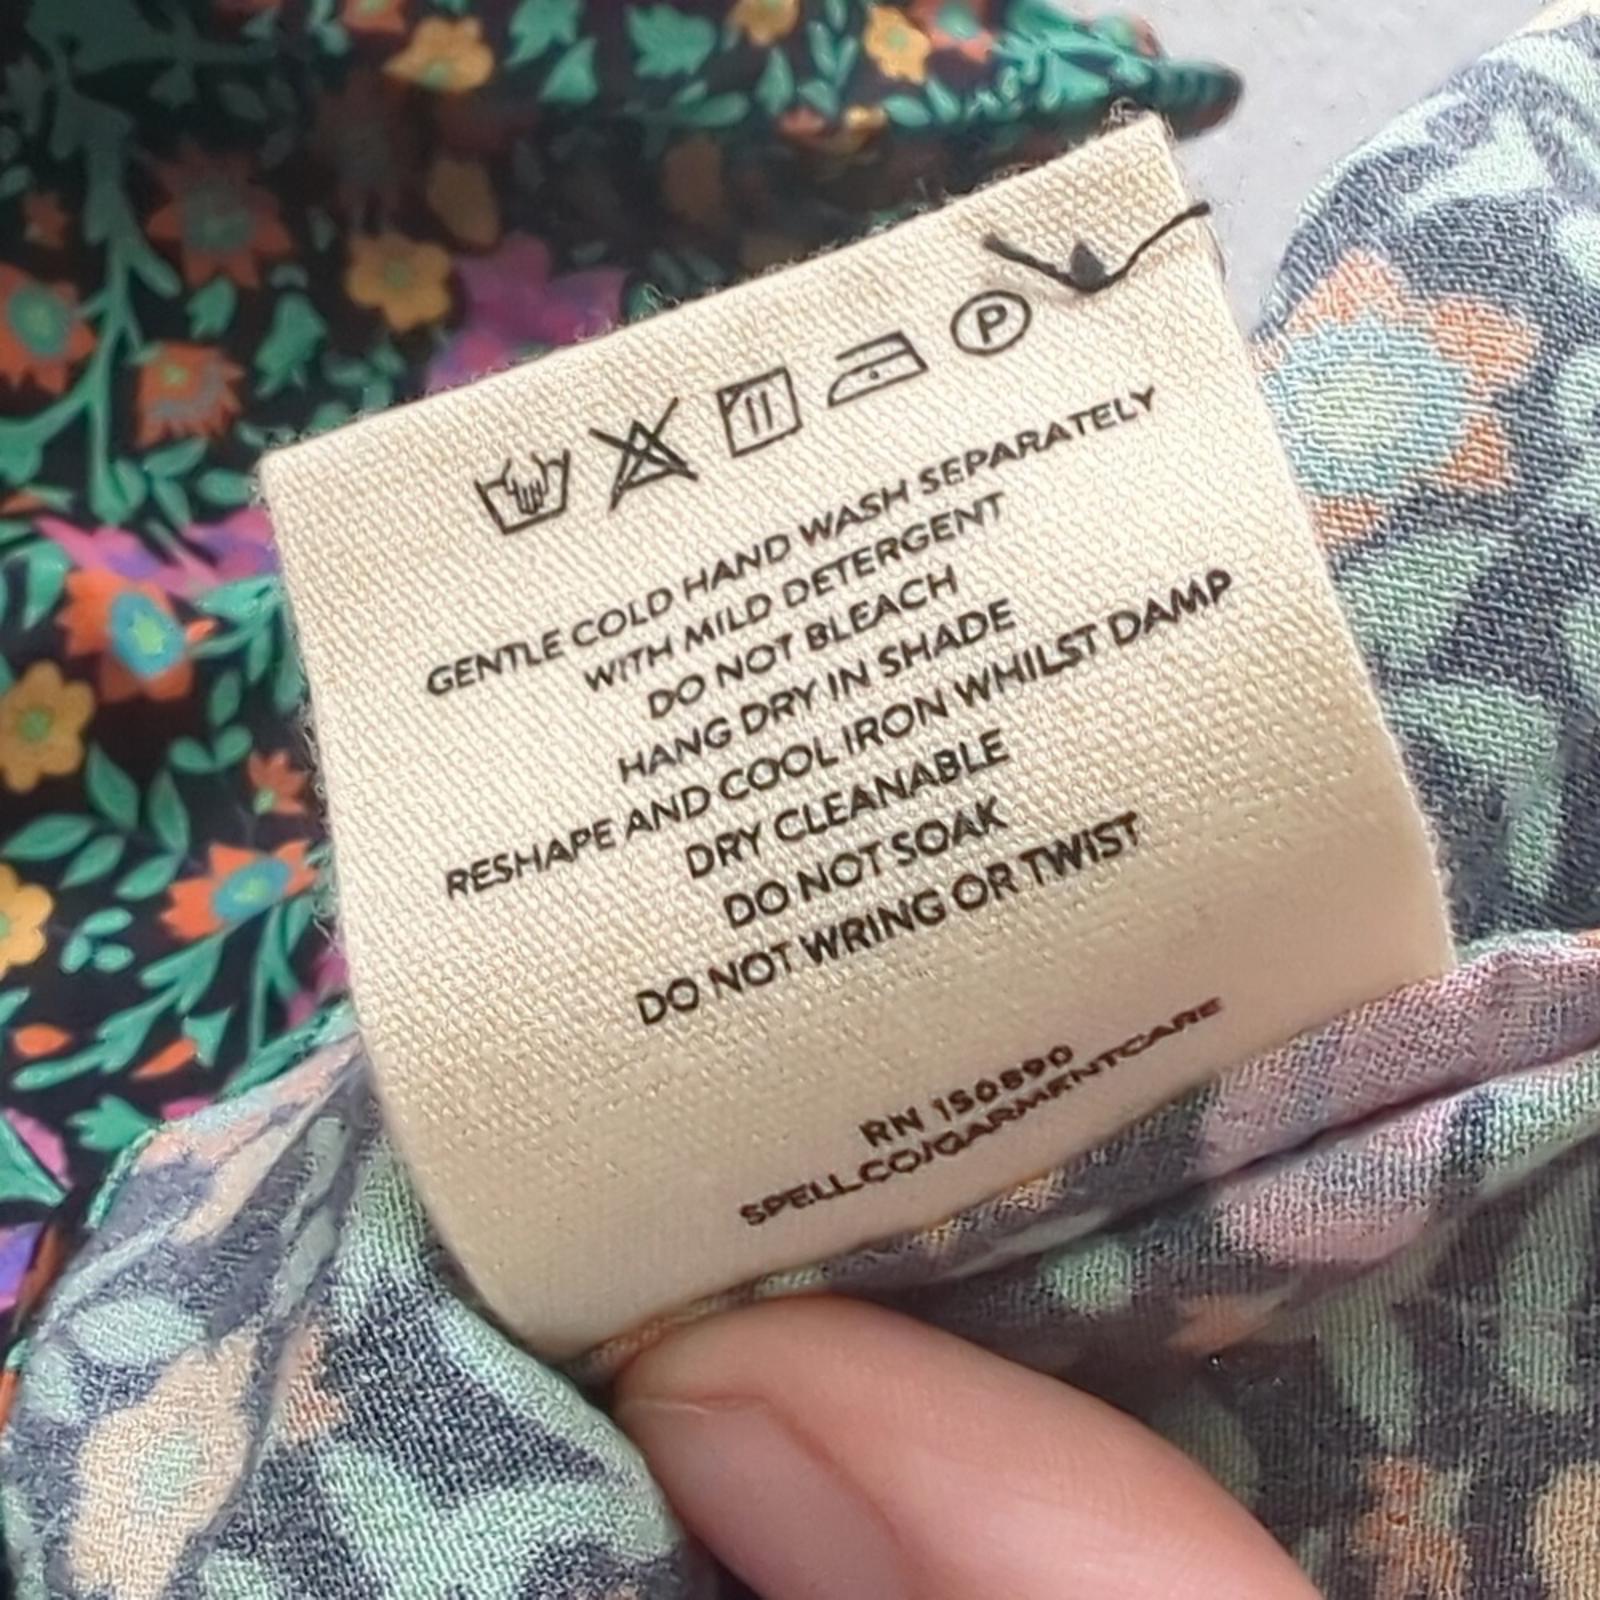 P
GENTLE COLD HAND WASH SEPARATELY
WITH MILD DETERGENT
DO NOT BLEACH
HANG DRY IN SHADE
RESHAPE AND COOL IRON WHILST DAMP
DRY CLEANABLE
DO NOT SOAK
DO NOT WRING OR TWIST
RN 150890
SPELL.CO/GARMENTCARE